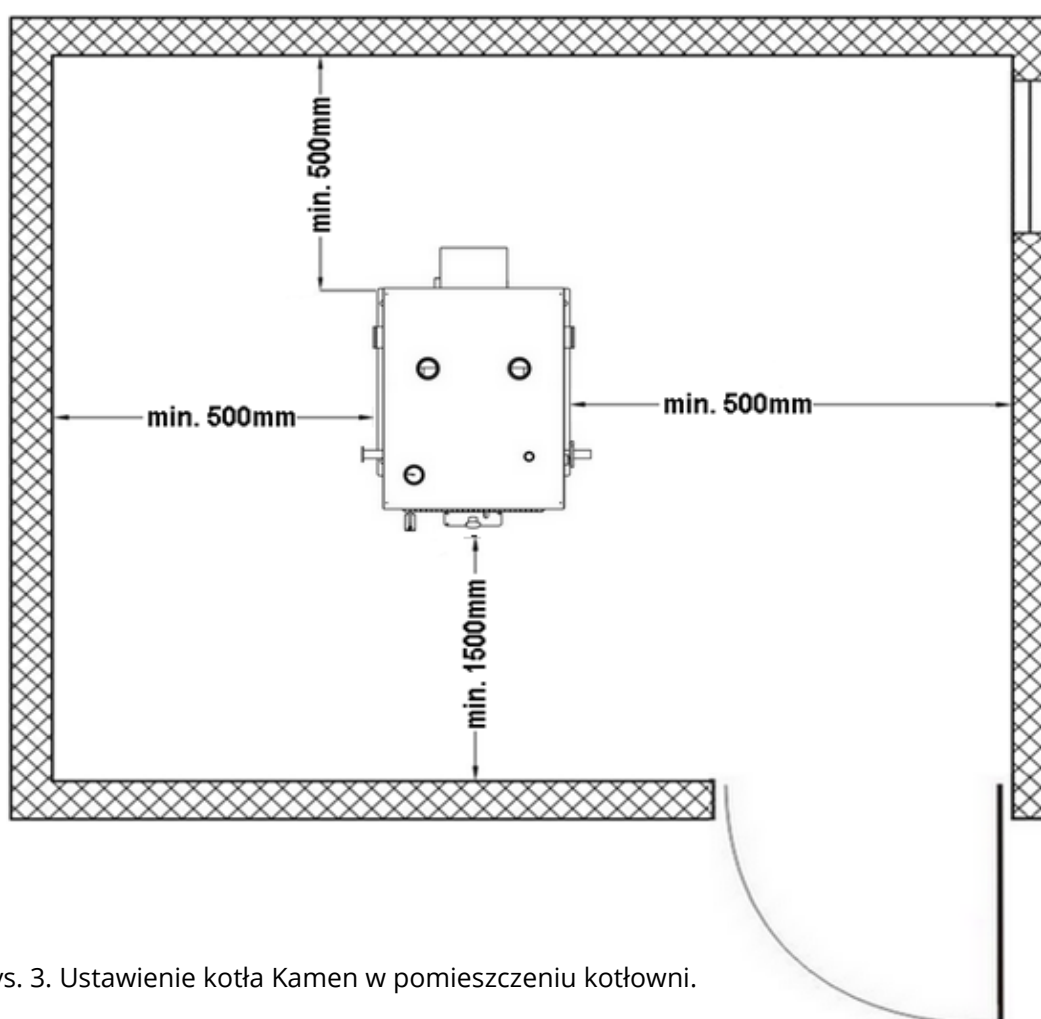 min. 500mm
min. 500mm
min. 500mm
min. 1500mm
ys. 3. Ustawienie kotła Kamen w pomieszczeniu kotłowni.